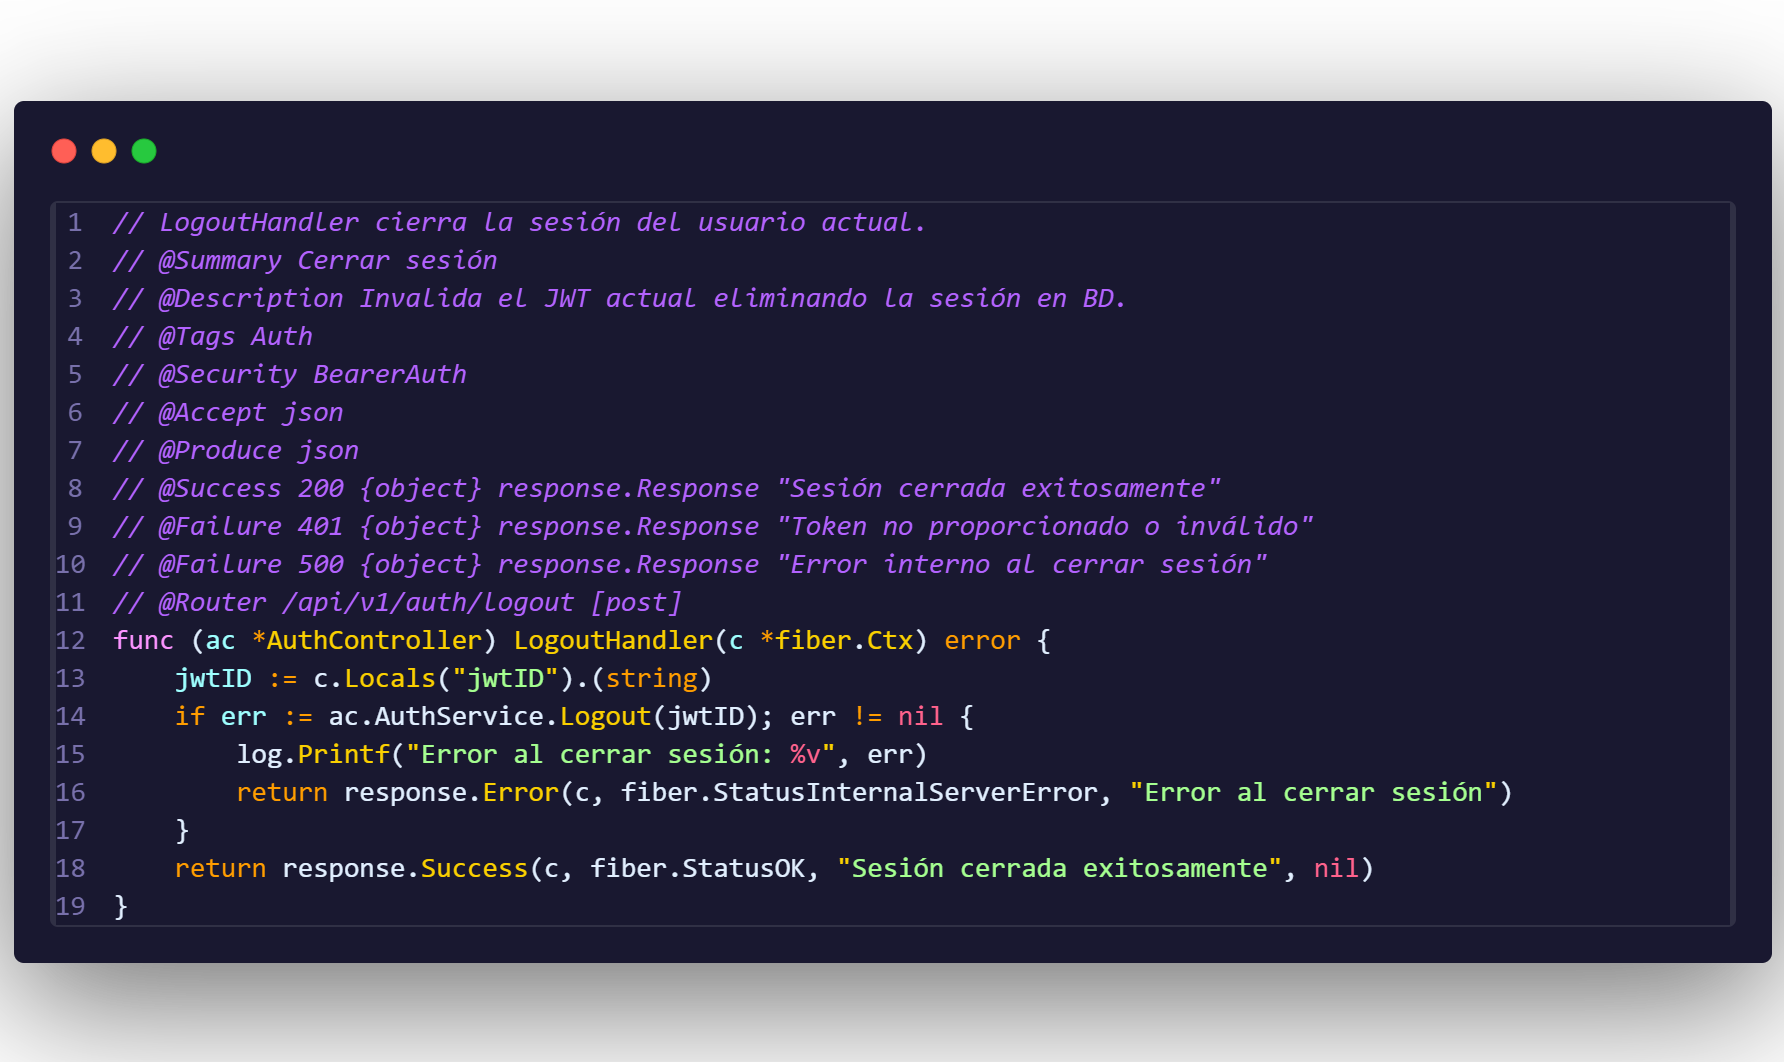 1 // LogoutHandler cierra la sesión del usuario actual.
2 // @Summary Cerrar sesión
3 // @Description Invalida el JWT actual eliminando la sesión en BD.
4 // @Tags Auth
5 // @Security BearerAuth
6 // @Accept json
7 // @Produce json
8 // @Success 200 {object} response.Response "Sesión cerrada exitosamente"
9 // @Failure 401 {object} response.Response "Token no proporcionado o inválido"
10 // @Failure 500 {object} response.Response "Error interno al cerrar sesión"
11 // @Router /api/v1/auth/logout [post]
12 func (ac *AuthController) LogoutHandler(c *fiber.Ctx) error {
13     jwtID := c.Locals("jwtID").(string)
14     if err := ac.AuthService.Logout(jwtID); err != nil {
15         log.Printf("Error al cerrar sesión: %v", err)
16         return response.Error(c, fiber.StatusInternalServerError, "Error al cerrar sesión")
17     }
18     return response.Success(c, fiber.StatusOK, "Sesión cerrada exitosamente", nil)
19 }